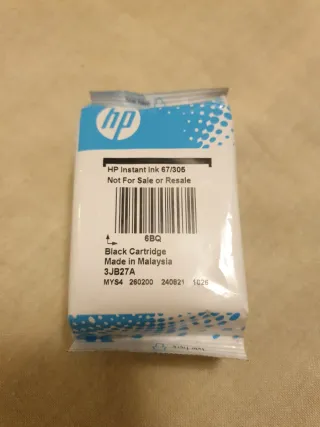 hp
HP Instant Ink 67/305
Not For Sale or Resale
6BQ
Black Cartridge
Made in Malaysia
3JB27A
MYS4 260200 240821 1026